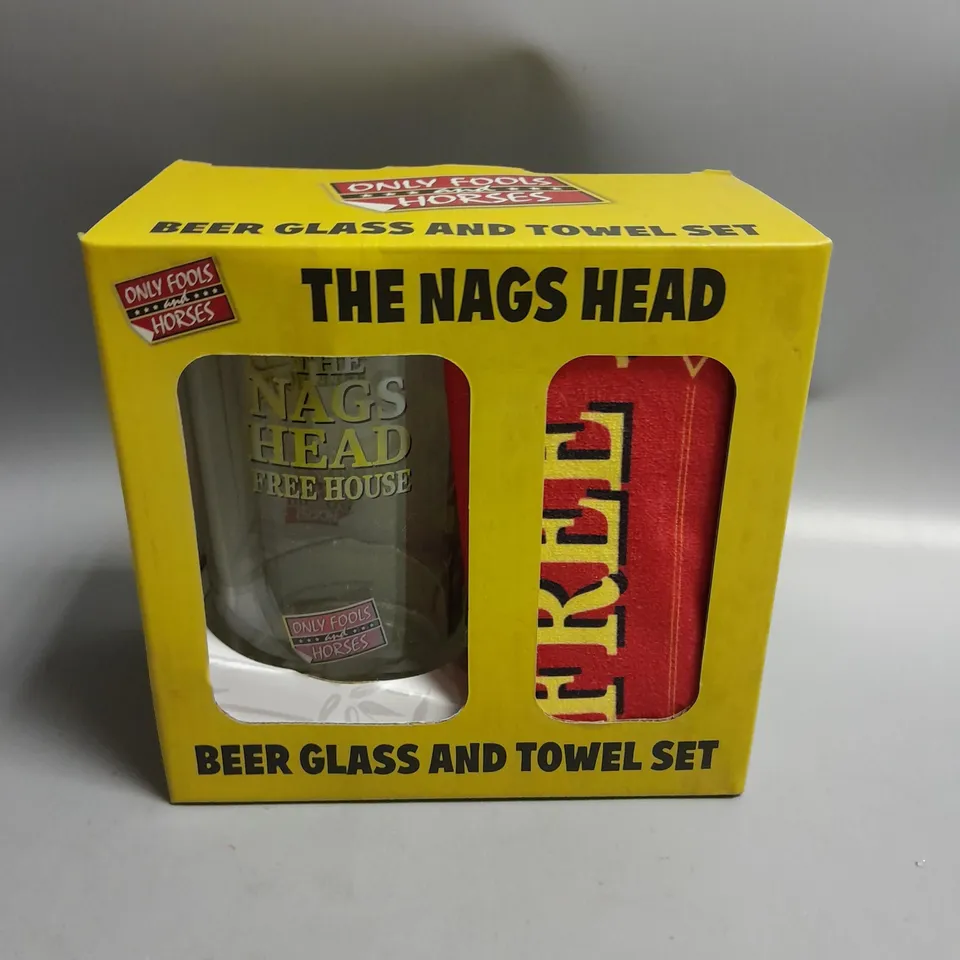 ONLY FOOLS
and
HORSES
BEER GLASS AND TOWEL SET
ONLY FOOLS
and
HORSES
THE NAGS HEAD
THE
NAGS
HEAD
FREE HOUSE
ONLY FOOLS
and
HORSES
FREE
BEER GLASS AND TOWEL SET